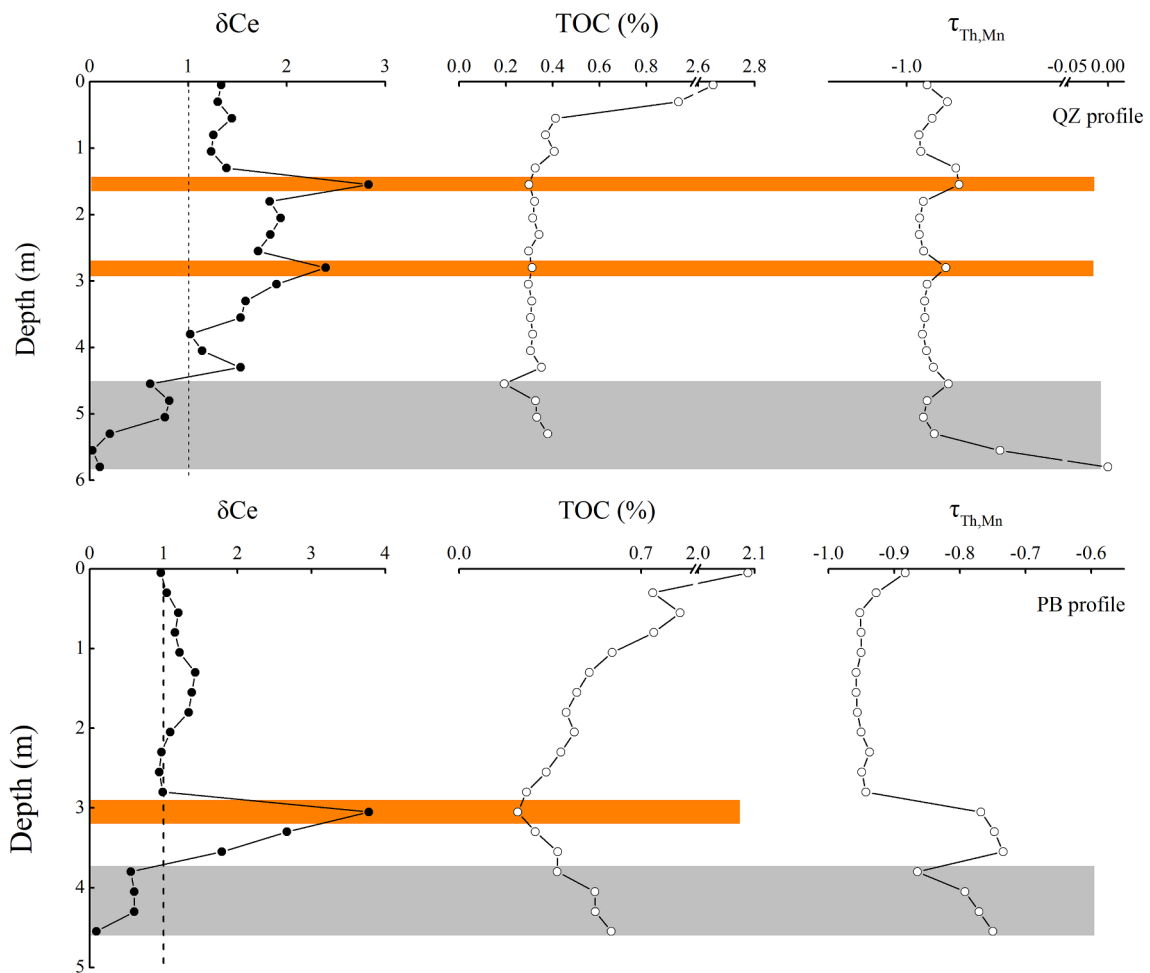 δCe TOC (%) τTh,Mn
0 1 2 3 0.0 0.2 0.4 0.6 0.8 2.6 2.8 -1.0 -0.05 0.00
0
QZ profile
1
2
Depth (m)
3
4
5
6
δCe TOC (%) τTh,Mn
0 1 2 3 4 0.0 0.7 2.0 2.1 -1.0 -0.9 -0.8 -0.7 -0.6
0
PB profile
1
2
Depth (m)
3
4
5